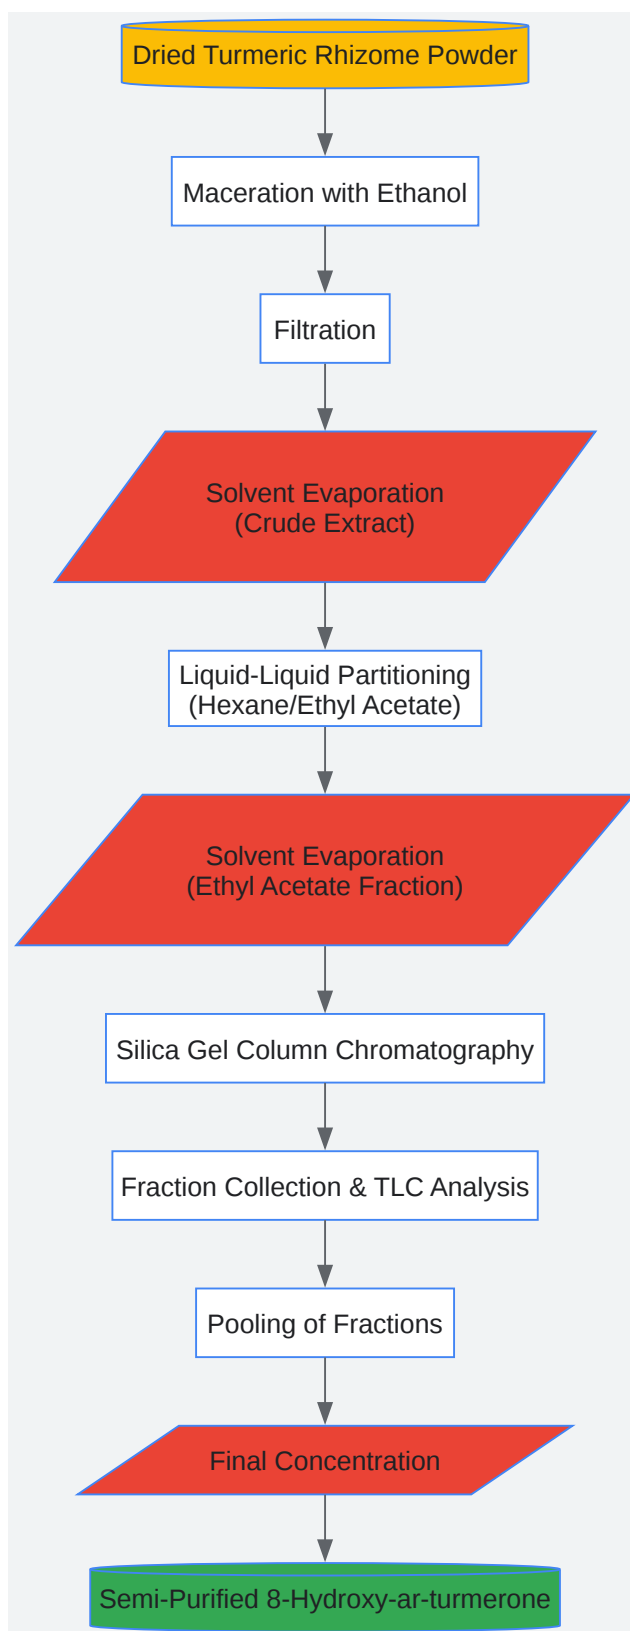 Dried Turmeric Rhizome Powder
Maceration with Ethanol
Filtration
Solvent Evaporation
(Crude Extract)
Liquid-Liquid Partitioning
(Hexane/Ethyl Acetate)
Solvent Evaporation
(Ethyl Acetate Fraction)
Silica Gel Column Chromatography
Fraction Collection & TLC Analysis
Pooling of Fractions
Final Concentration
Semi-Purified 8-Hydroxy-ar-turmerone